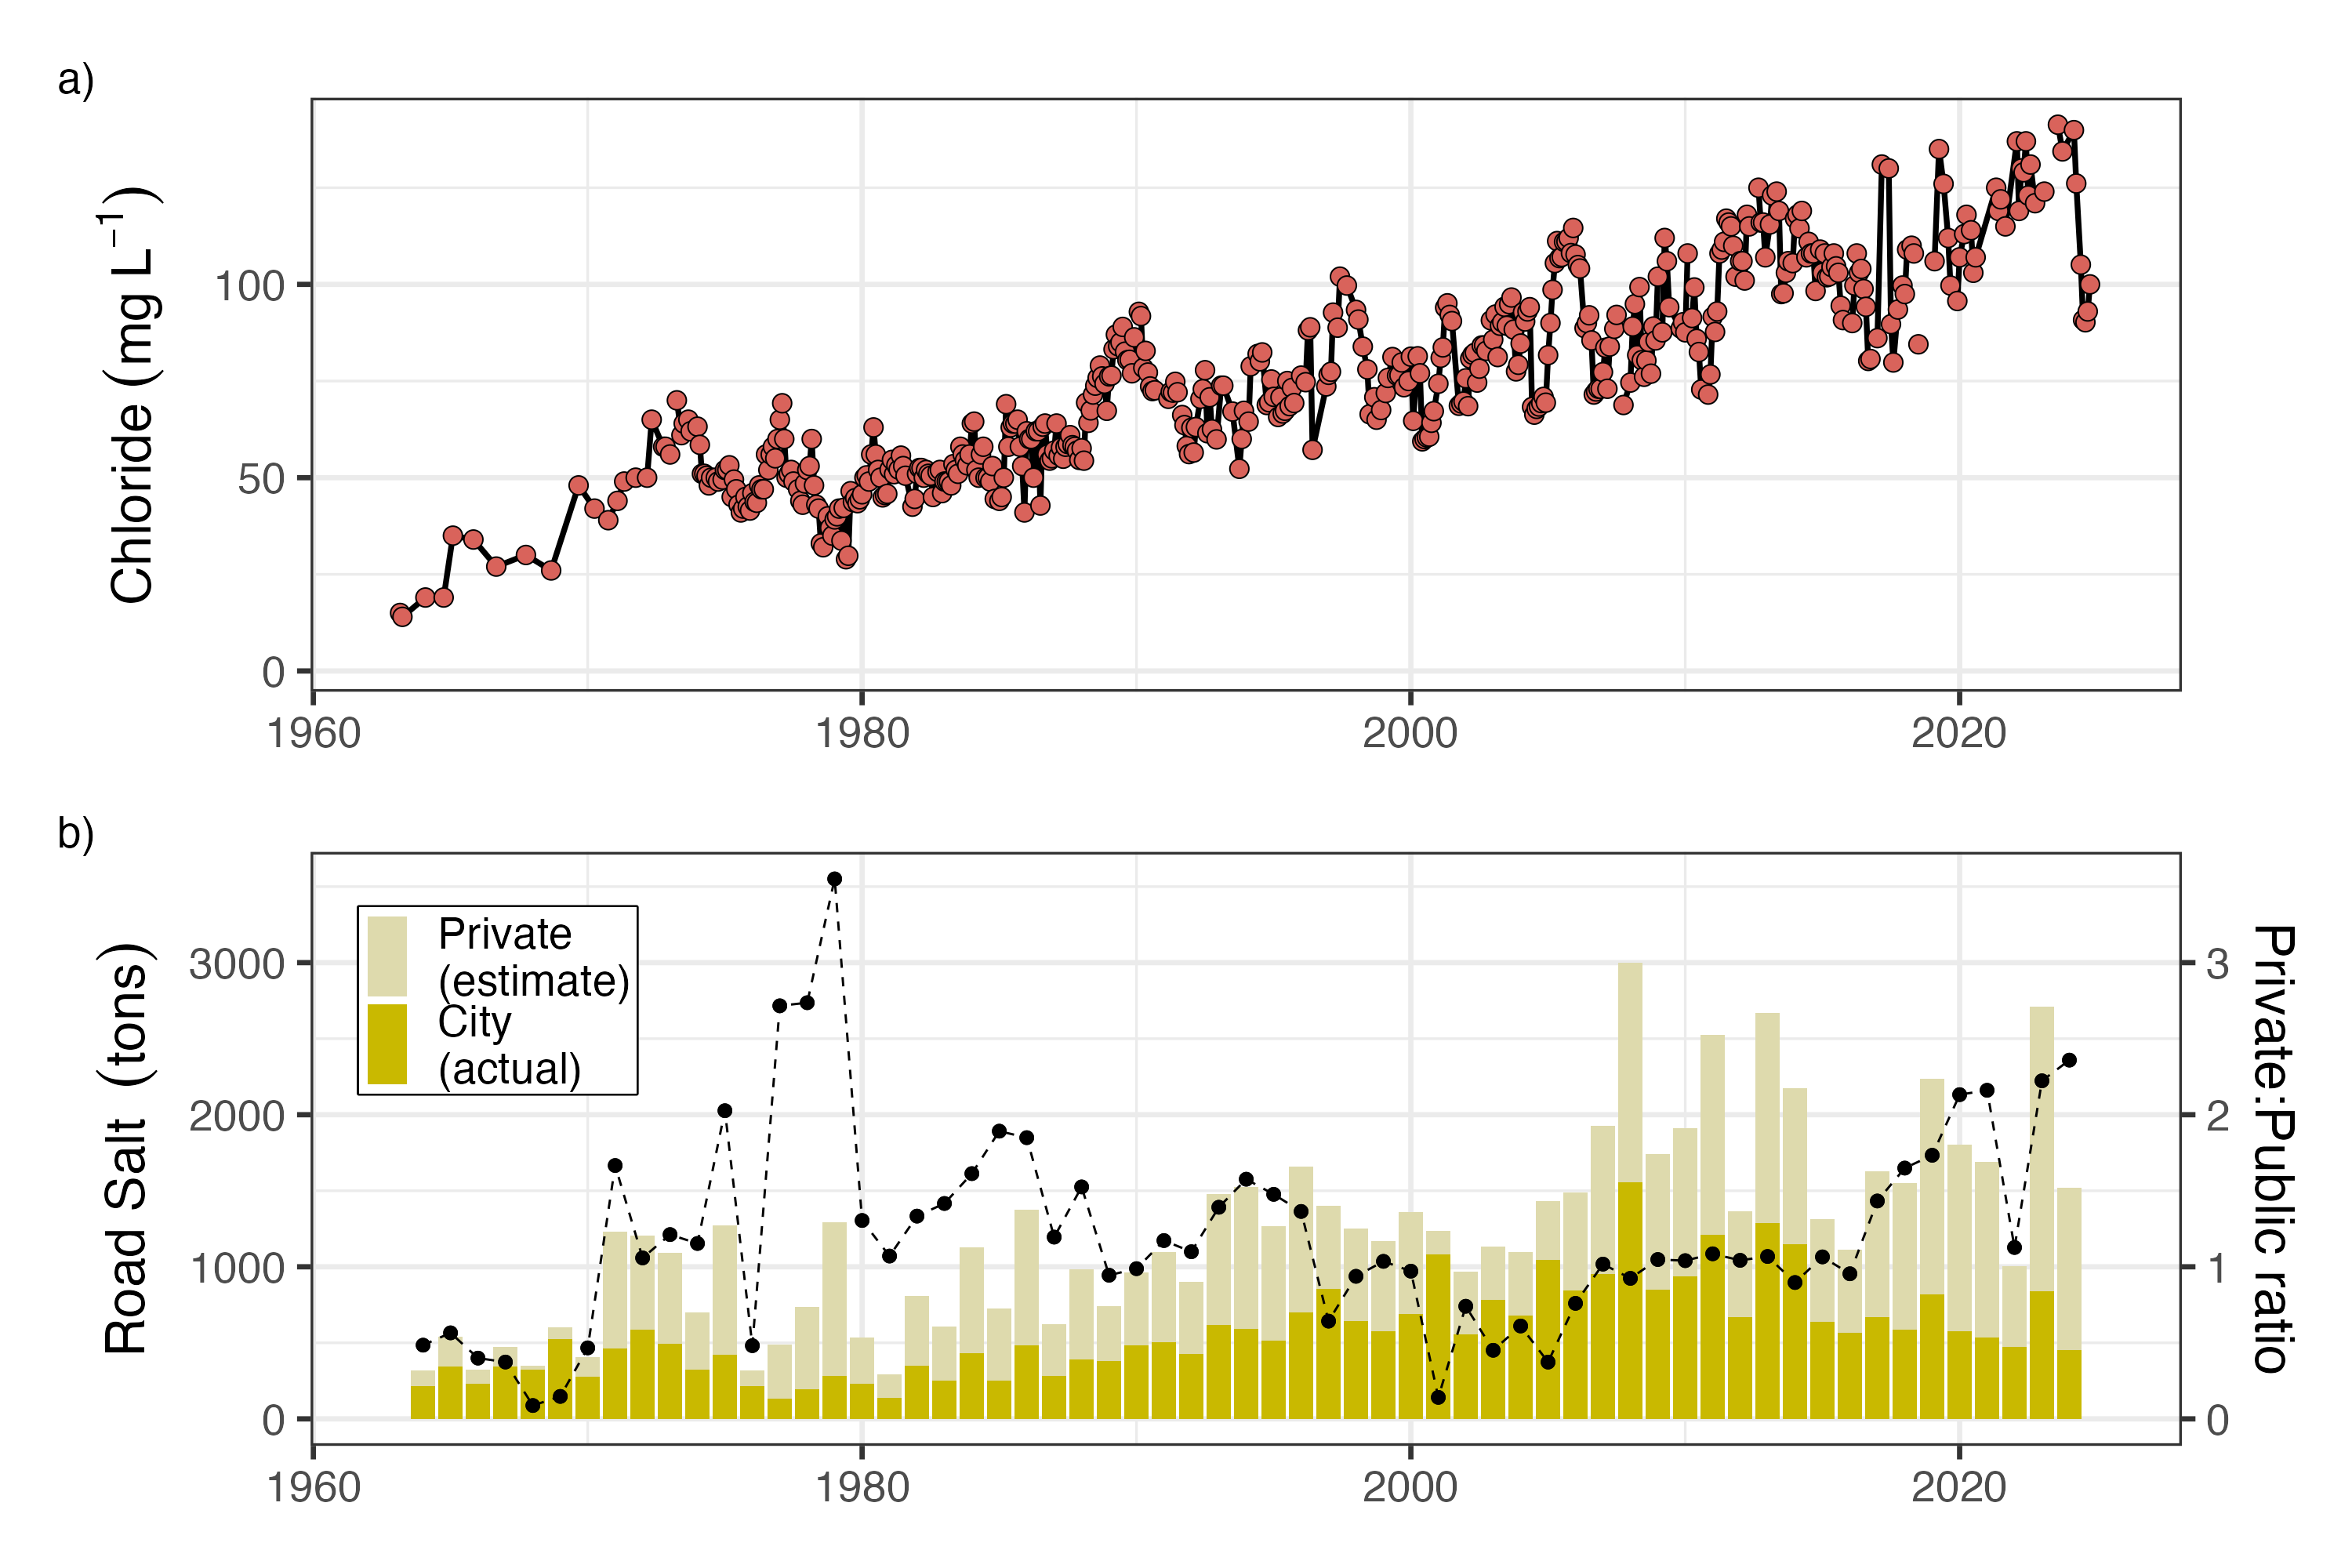 a)
Chloride (mg L⁻¹)
100
50
0
1960 1980 2000 2020
b)
Road Salt (tons)
3000
2000
1000
0
Private
(estimate)
City
(actual)
3
2
1
0
Private:Public ratio
1960 1980 2000 2020